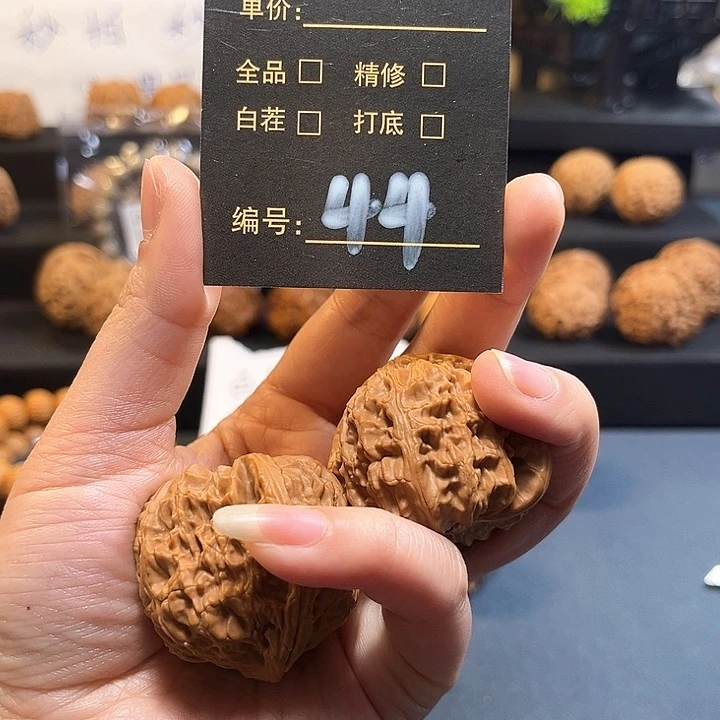 单价:
全品 □ 精修 □
白茬 □ 打底 □
编号: 44